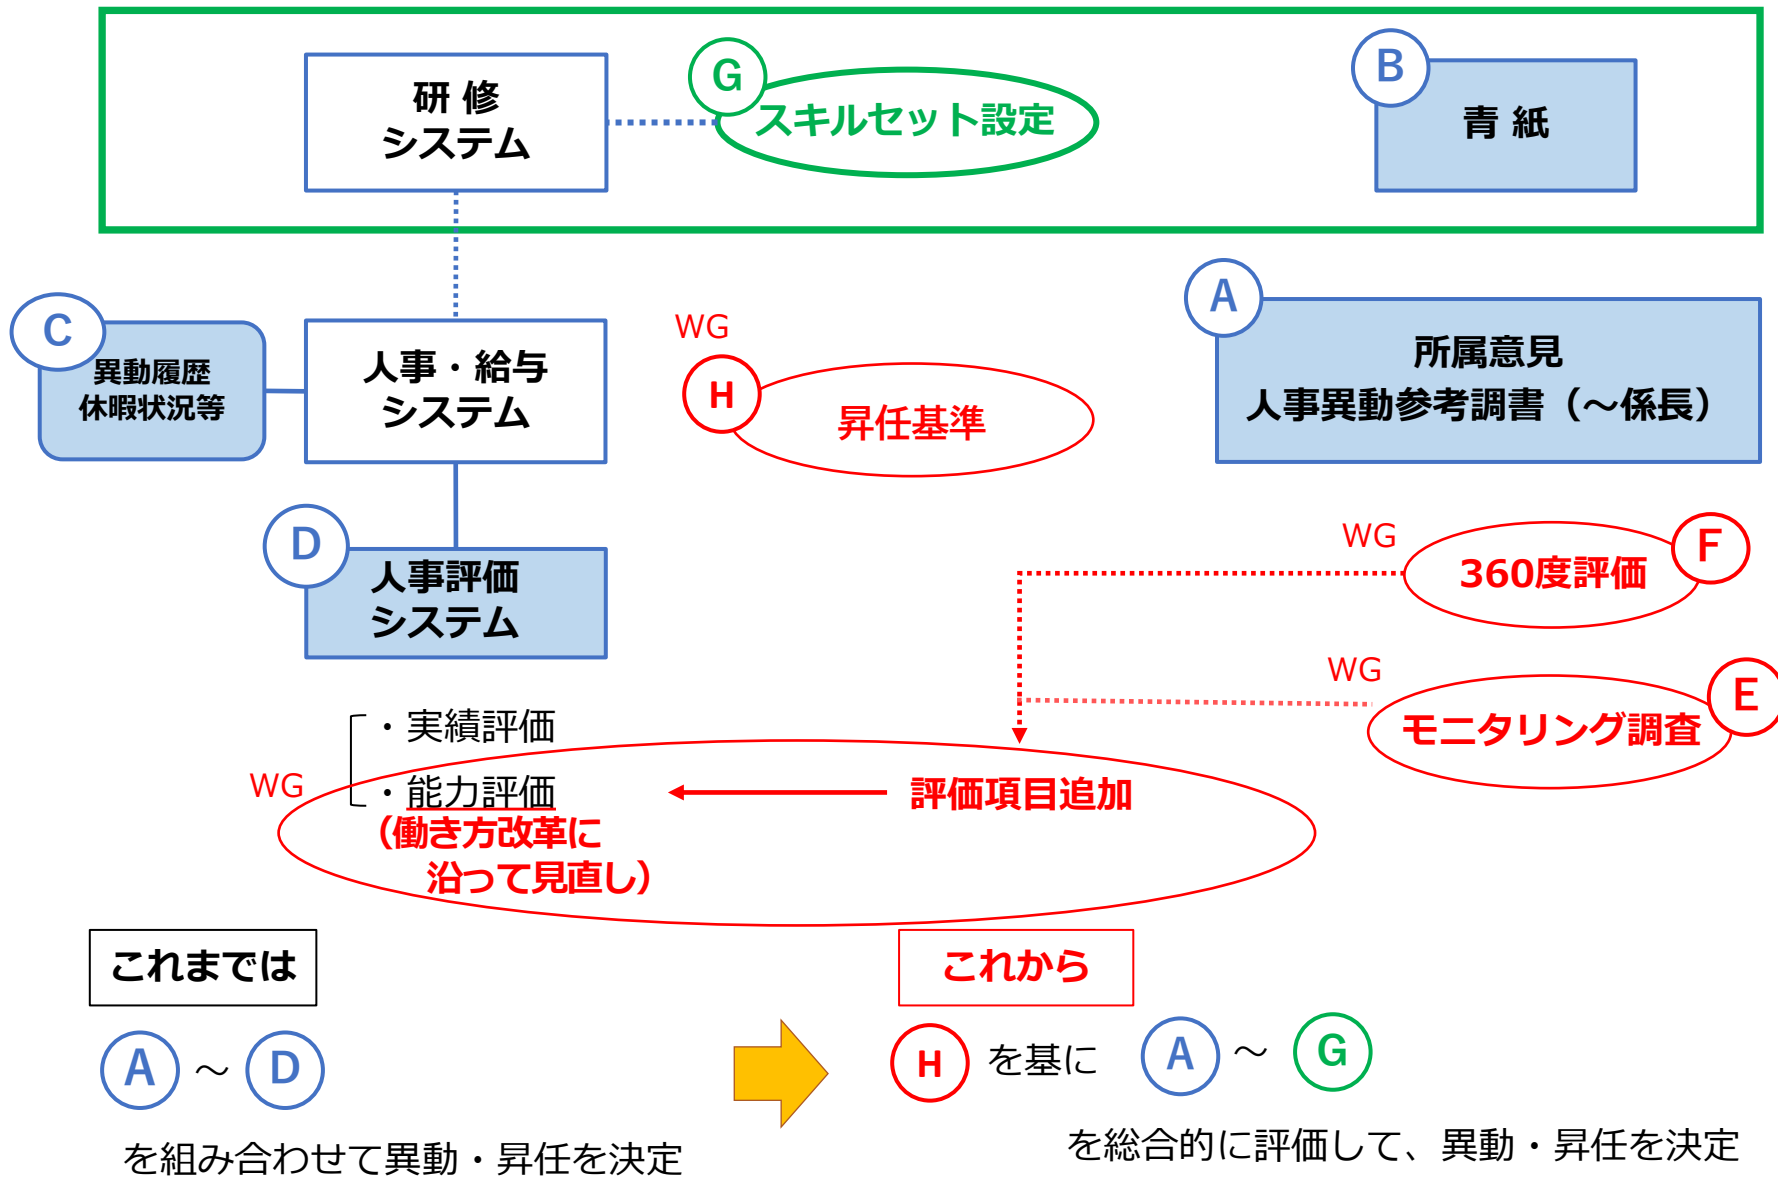 研 修
システム
G
スキルセット設定
B
青 紙
C
異動履歴
休暇状況等
人事・給与
システム
WG
H
昇任基準
A
所属意見
人事異動参考調書（～係長）
D
人事評価
システム
WG
360度評価
F
WG
モニタリング調査
E
・実績評価
WG
・能力評価
（働き方改革に
沿って見直し）
評価項目追加
これまでは
A ～ D
を組み合わせて異動・昇任を決定
これから
H を基に A ～ G
を総合的に評価して、異動・昇任を決定